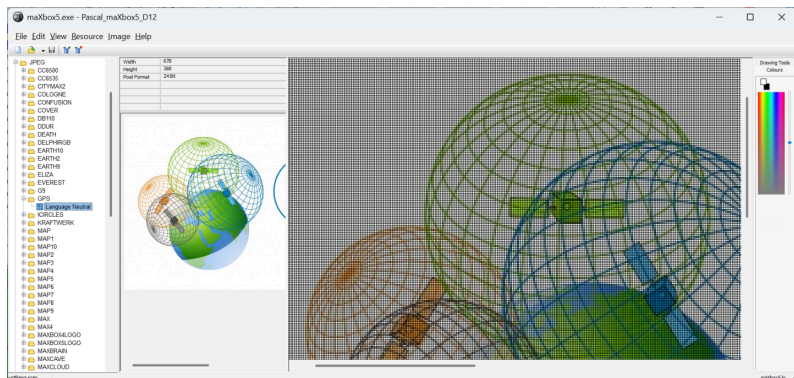 maXbox5.exe - Pascal_maXbox5_D12
File Edit View Resource Image Help
JPEG
CC6500
CC6535
CITYMAX2
COLOGNE
CONFUSION
COVER
DB110
DDUR
DEATH
DELPHIRGB
EARTH10
EARTH2
EARTH9
ELIZA
EVEREST
G9
GPS
Language Neutral
ICIRCLES
KRAFTWERK
MAP
MAP1
MAP10
MAP2
MAP3
MAP4
MAP5
MAP6
MAP7
MAP8
MAP9
MAX
MAX4
MAXBOX4LOGO
MAXBOX5LOGO
MAXBRAIN
MAXCAVE
MAXCLOUD
Width 678
Height 388
Pixel Format 24 Bit
Drawing Tools
Colours